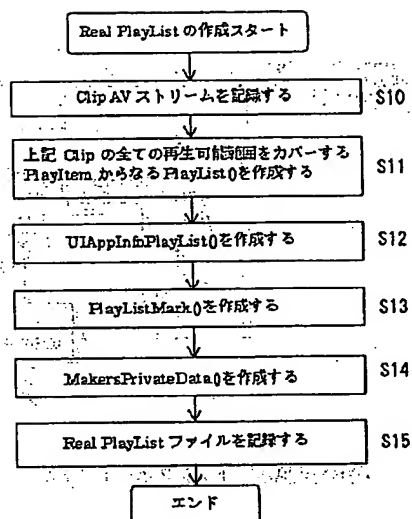 Real PlayList の作成スタート
Clip AV ストリームを記録する
S10
上記 Clip の全ての再生可能範囲をカバーする
PlayItem からなる PlayList()を作成する
S11
UIAppInfoPlayList()を作成する
S12
PlayListMark()を作成する
S13
MakersPrivateData()を作成する
S14
Real PlayList ファイルを記録する
S15
エンド